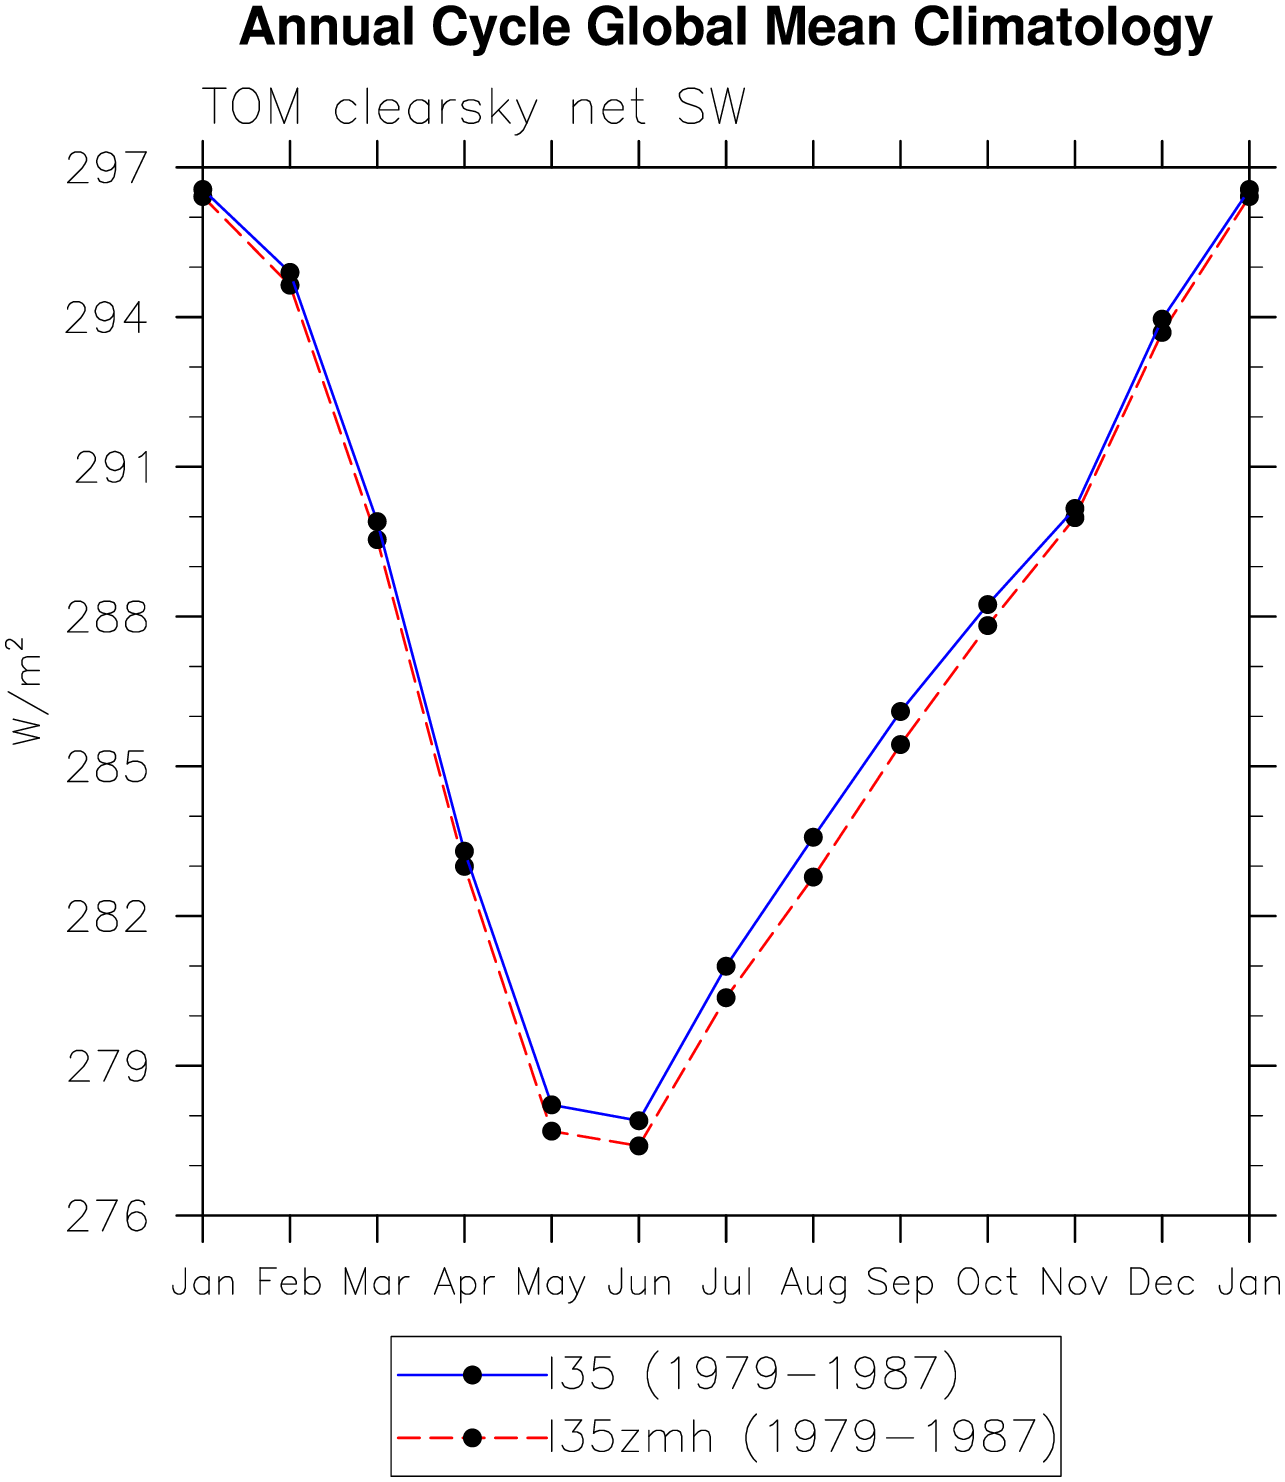 Annual Cycle Global Mean Climatology
TOM clearsky net SW
297
294
291
288
285
282
279
276
W/m²
Jan Feb Mar Apr May Jun Jul Aug Sep Oct Nov Dec Jan
I35 (1979−1987)
I35zmh (1979−1987)